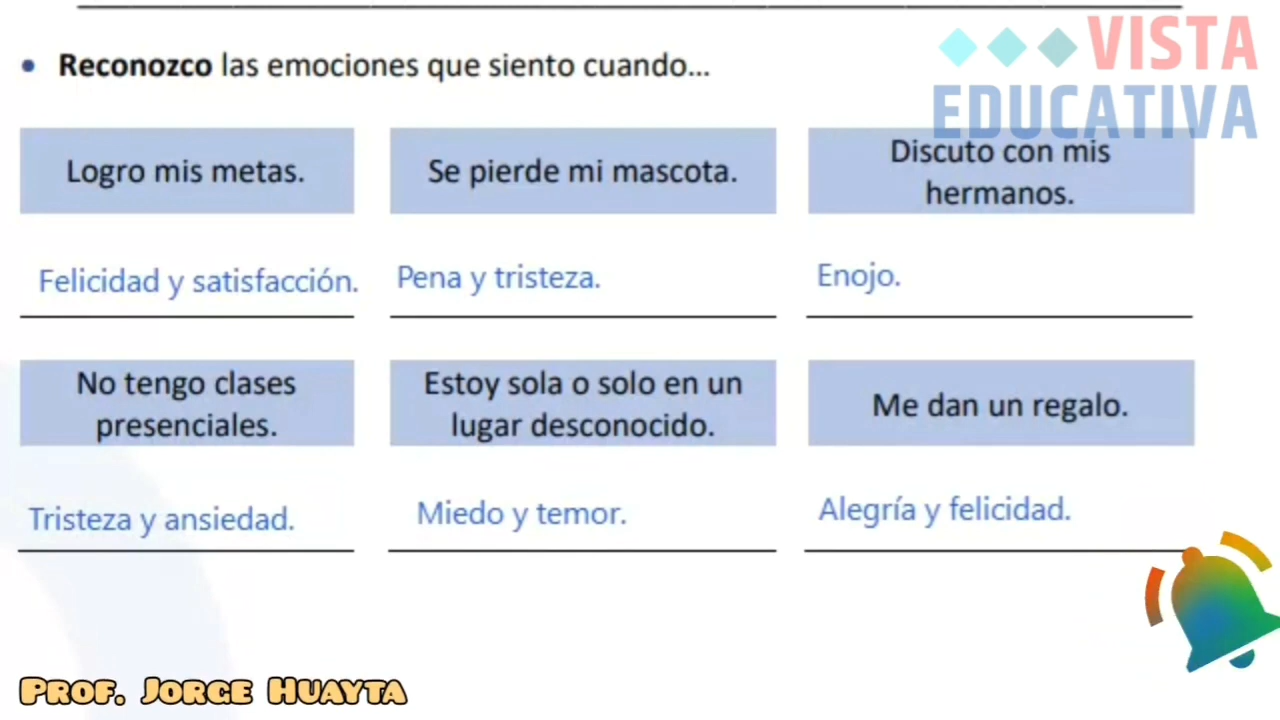 VISTA
EDUCATIVA
• Reconozco las emociones que siento cuando...
Logro mis metas.
Se pierde mi mascota.
Discuto con mis
hermanos.
Felicidad y satisfacción.
Pena y tristeza.
Enojo.
No tengo clases
presenciales.
Estoy sola o solo en un
lugar desconocido.
Me dan un regalo.
Tristeza y ansiedad.
Miedo y temor.
Alegría y felicidad.
PROF. JORGE HUAYTA